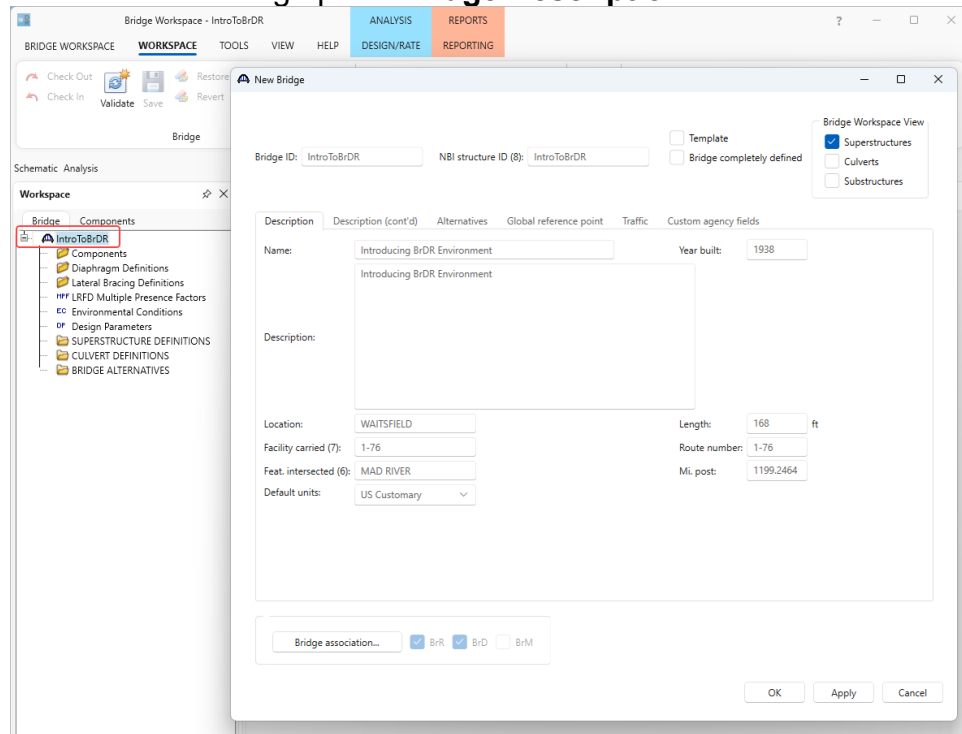 Bridge Workspace - IntroToBrDR
ANALYSIS
REPORTS
?
BRIDGE WORKSPACE
WORKSPACE
TOOLS
VIEW
HELP
DESIGN/RATE
REPORTING
Check Out
Check In
Validate
Save
Restore
Revert
Bridge
Schematic Analysis
Workspace
Bridge
Components
IntroToBrDR
Components
Diaphragm Definitions
Lateral Bracing Definitions
MPF LRFD Multiple Presence Factors
EC Environmental Conditions
DP Design Parameters
SUPERSTRUCTURE DEFINITIONS
CULVERT DEFINITIONS
BRIDGE ALTERNATIVES
New Bridge
Bridge ID: IntroToBrDR
NBI structure ID (8): IntroToBrDR
Template
Bridge completely defined
Bridge Workspace View
Superstructures
Culverts
Substructures
Description
Description (cont'd)
Alternatives
Global reference point
Traffic
Custom agency fields
Name: Introducing BrDR Environment
Year built: 1938
Description: Introducing BrDR Environment
Location: WAITSFIELD
Length: 168 ft
Facility carried (7): 1-76
Route number: 1-76
Feat. intersected (6): MAD RIVER
Mi. post: 1199.2464
Default units: US Customary
Bridge association...
BrR
BrD
BrM
OK
Apply
Cancel